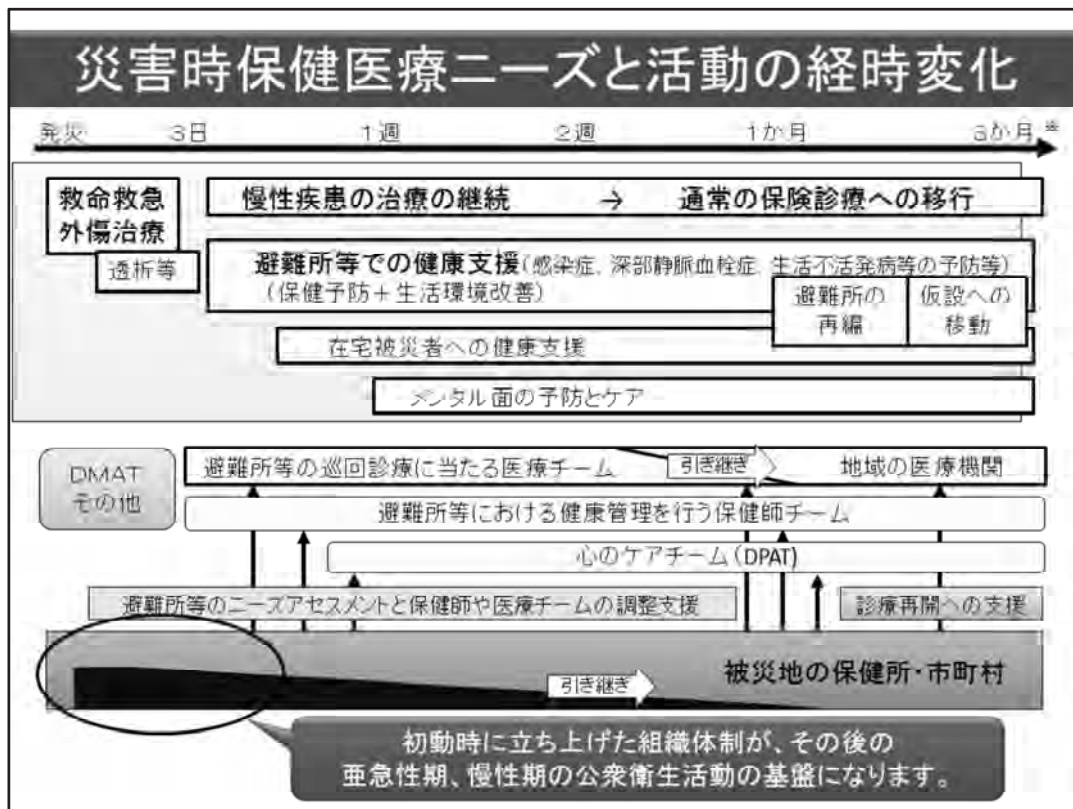 災害時保健医療ニーズと活動の経時変化
発災 3日 1週 2週 1か月 3か月 *
救命救急
外傷治療
透析等
慢性疾患の治療の継続 → 通常の保険診療への移行
避難所等での健康支援(感染症、深部静脈血栓症、生活不活発病等の予防等)
(保健予防+生活環境改善)
避難所の
再編
仮設への
移動
在宅被災者への健康支援
メンタル面の予防とケア
DMAT
その他
避難所等の巡回診療に当たる医療チーム 引き継ぎ 地域の医療機関
避難所等における健康管理を行う保健師チーム
心のケアチーム(DPAT)
避難所等のニーズアセスメントと保健師や医療チームの調整支援 診療再開への支援
被災地の保健所・市町村
引き継ぎ
初動時に立ち上げた組織体制が、その後の
亜急性期、慢性期の公衆衛生活動の基盤になります。